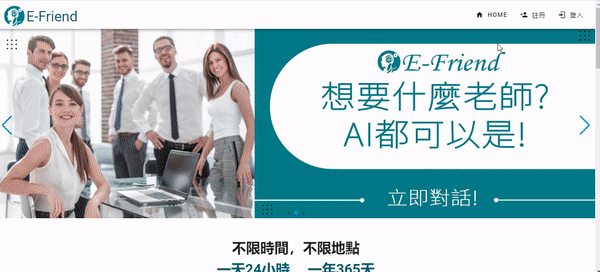 E-Friend
HOME
註冊
登入
E-Friend
想要什麼老師?
AI都可以是!
立即對話!
不限時間，不限地點
一天24小時 一年365天